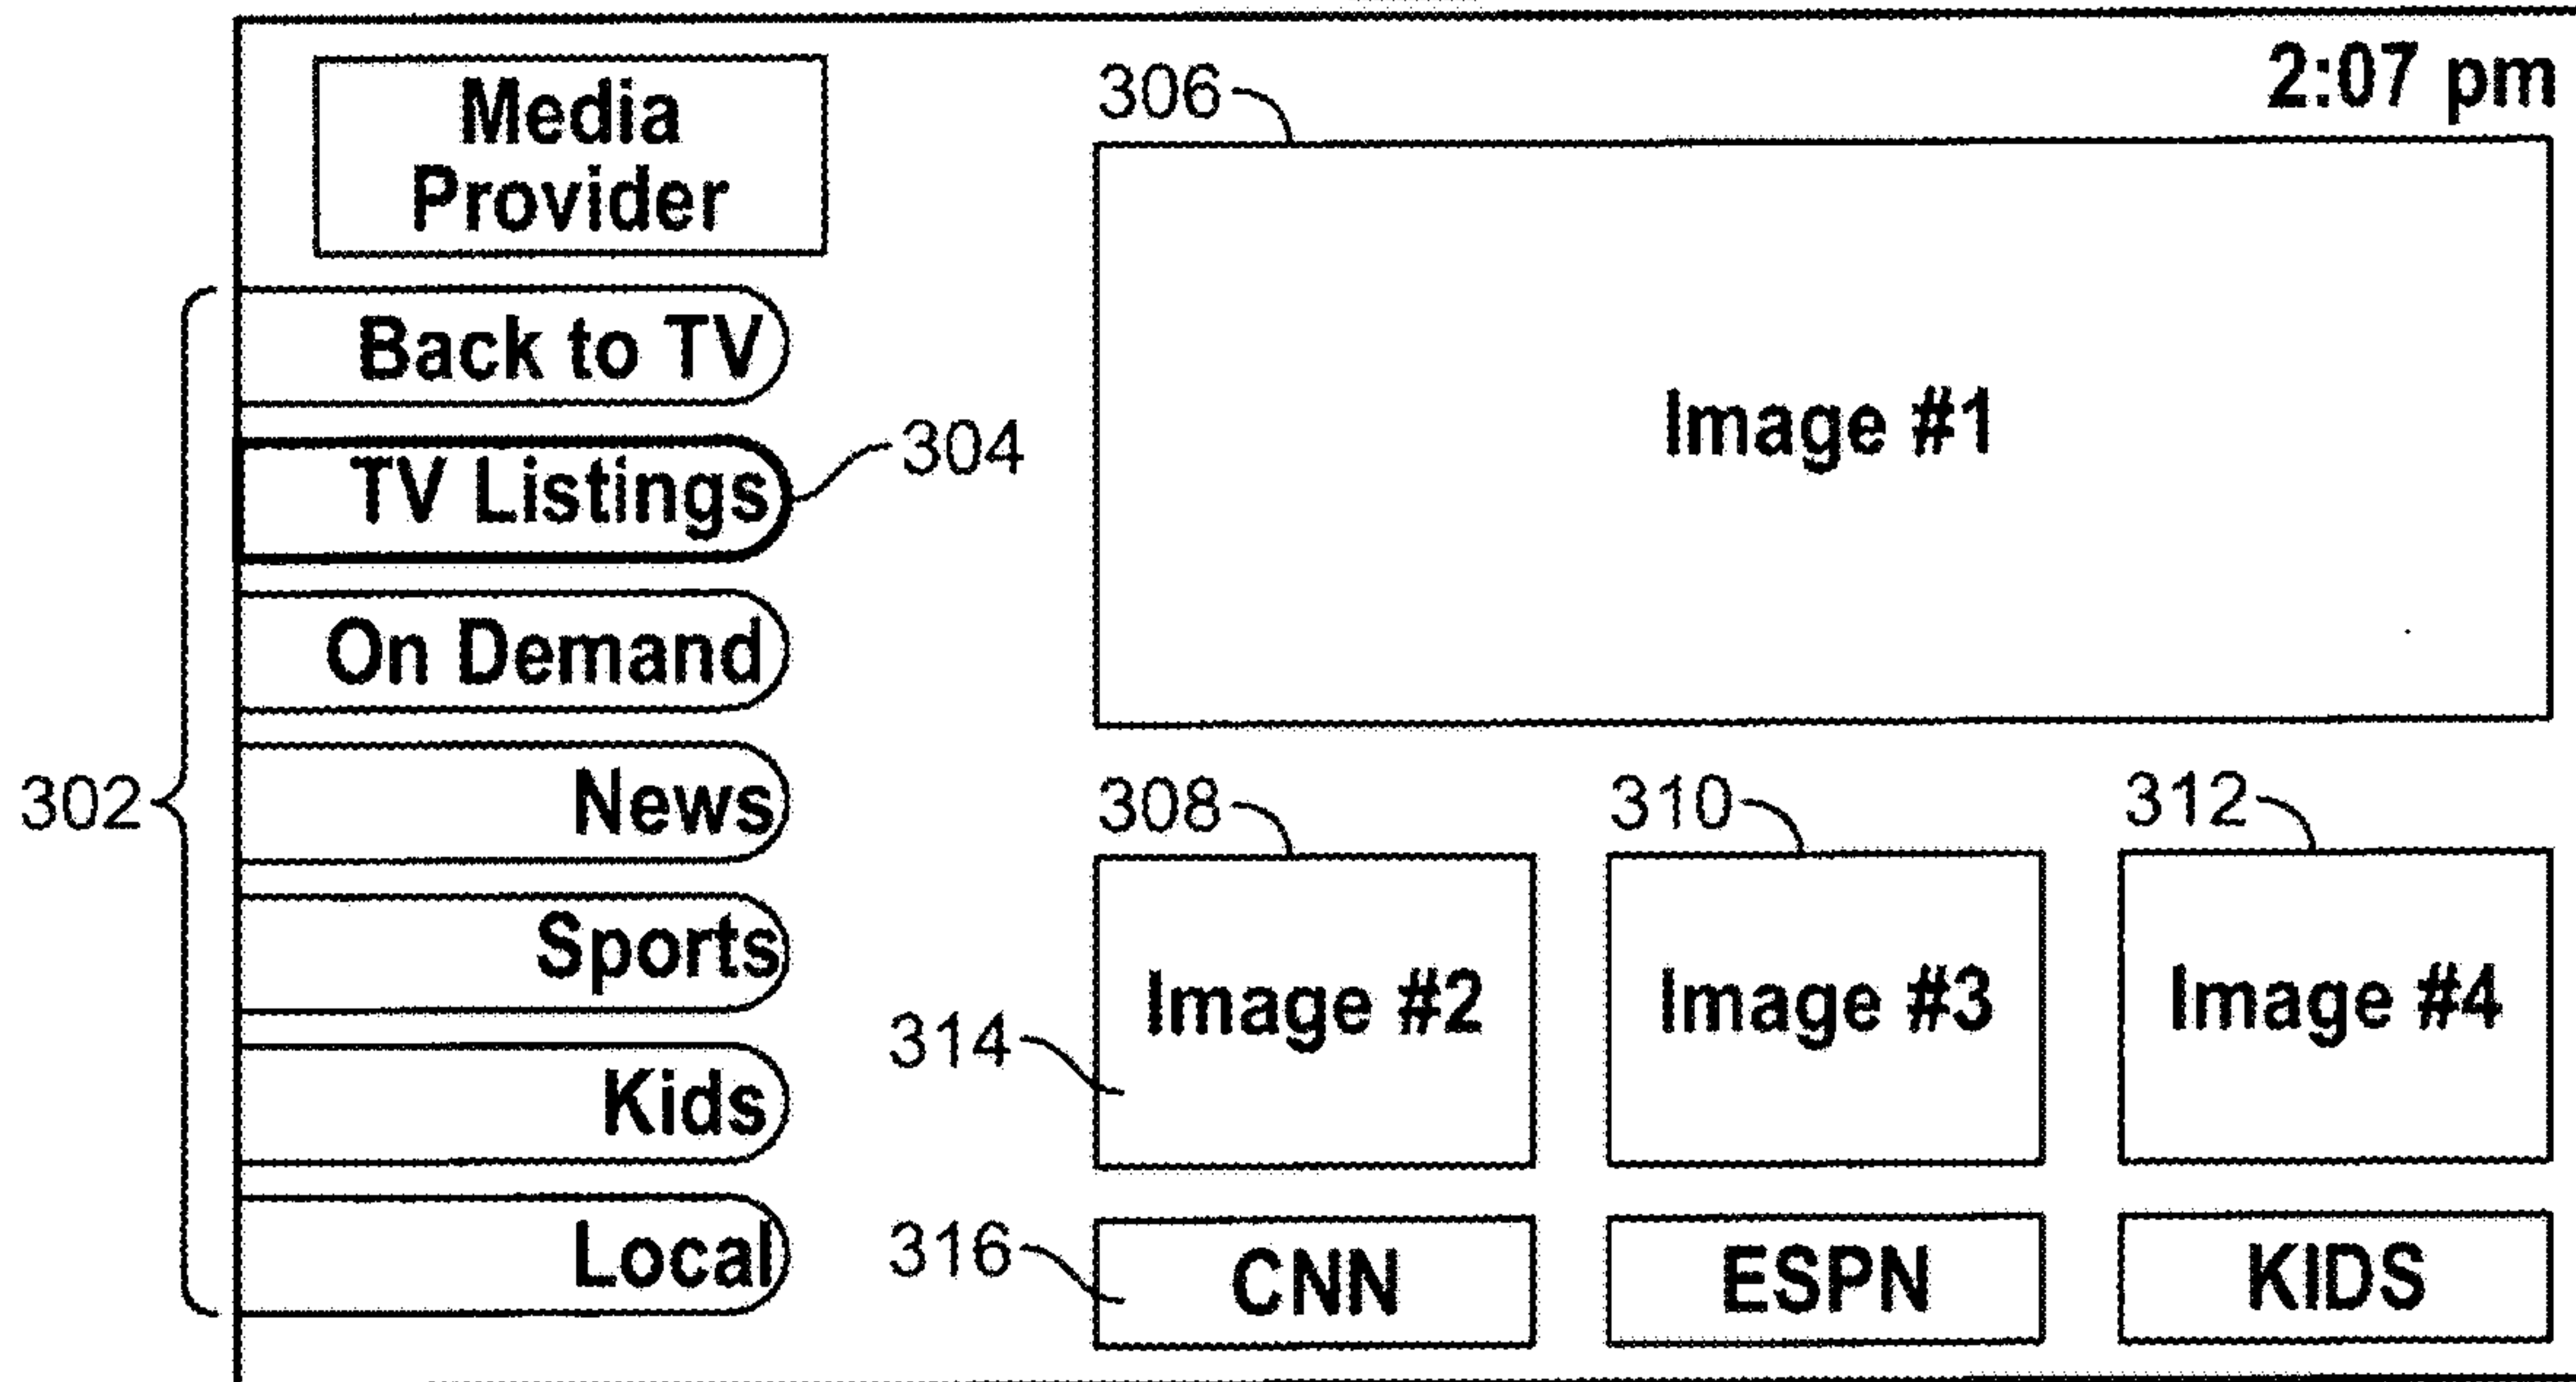 Media
Provider
2:07 pm
306
Image #1
302
Back to TV
TV Listings
304
On Demand
News
Sports
Kids
Local
308
310
312
314
Image #2
Image #3
Image #4
316
CNN
ESPN
KIDS